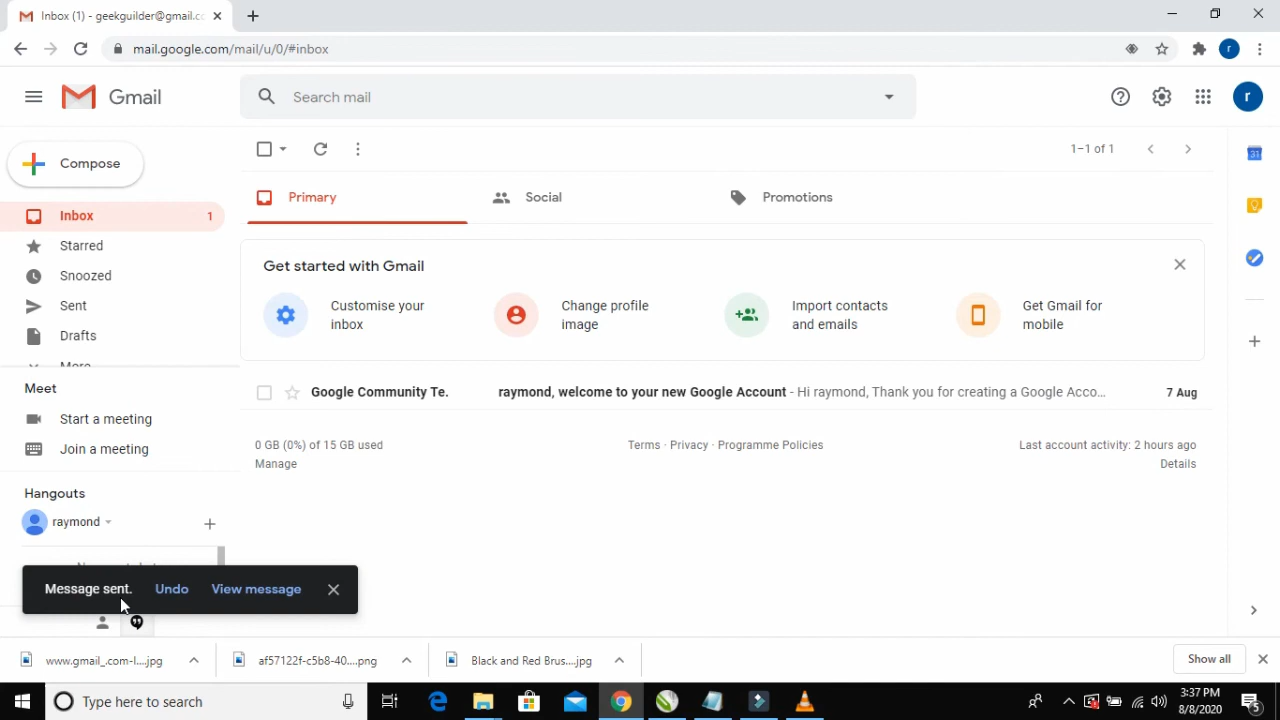 Inbox (1) - geekguilder@gmail.cc
mail.google.com/mail/u/0/#inbox
r
Gmail
Search mail
r
Compose
1–1 of 1
31
Primary
Social
Promotions
Inbox
1
Starred
Snoozed
Sent
Drafts
More
Get started with Gmail
Customise your
inbox
Change profile
image
Import contacts
and emails
Get Gmail for
mobile
Google Community Te.
raymond, welcome to your new Google Account - Hi raymond, Thank you for creating a Google Acco...
7 Aug
Meet
Start a meeting
Join a meeting
0 GB (0%) of 15 GB used
Manage
Terms · Privacy · Programme Policies
Last account activity: 2 hours ago
Details
Hangouts
raymond
Message sent.
Undo
View message
www.gmail_.com-l....jpg
af57122f-c5b8-40....png
Black and Red Brus....jpg
Show all
Type here to search
3:37 PM
8/8/2020
5